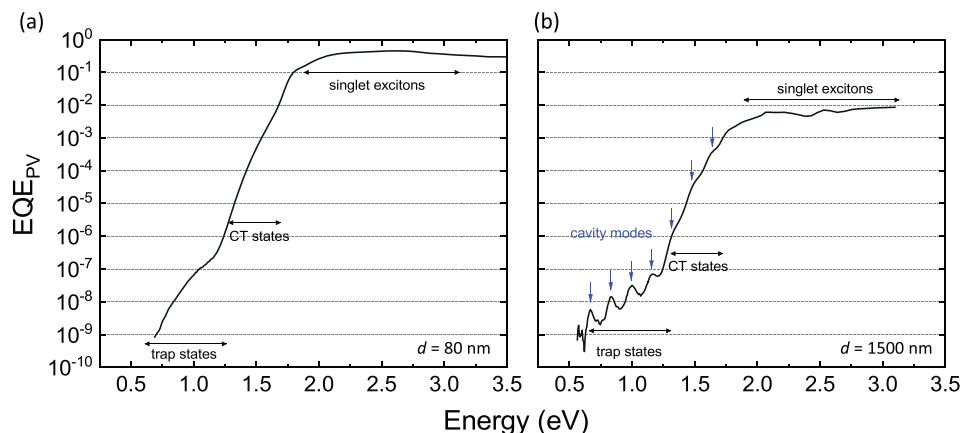 (a)
(b)
EQE_PV
10^0
10^-1
10^-2
10^-3
10^-4
10^-5
10^-6
10^-7
10^-8
10^-9
10^-10
singlet excitons
CT states
trap states
d = 80 nm
0.5 1.0 1.5 2.0 2.5 3.0 3.5
singlet excitons
cavity modes
CT states
trap states
d = 1500 nm
0.5 1.0 1.5 2.0 2.5 3.0 3.5
Energy (eV)